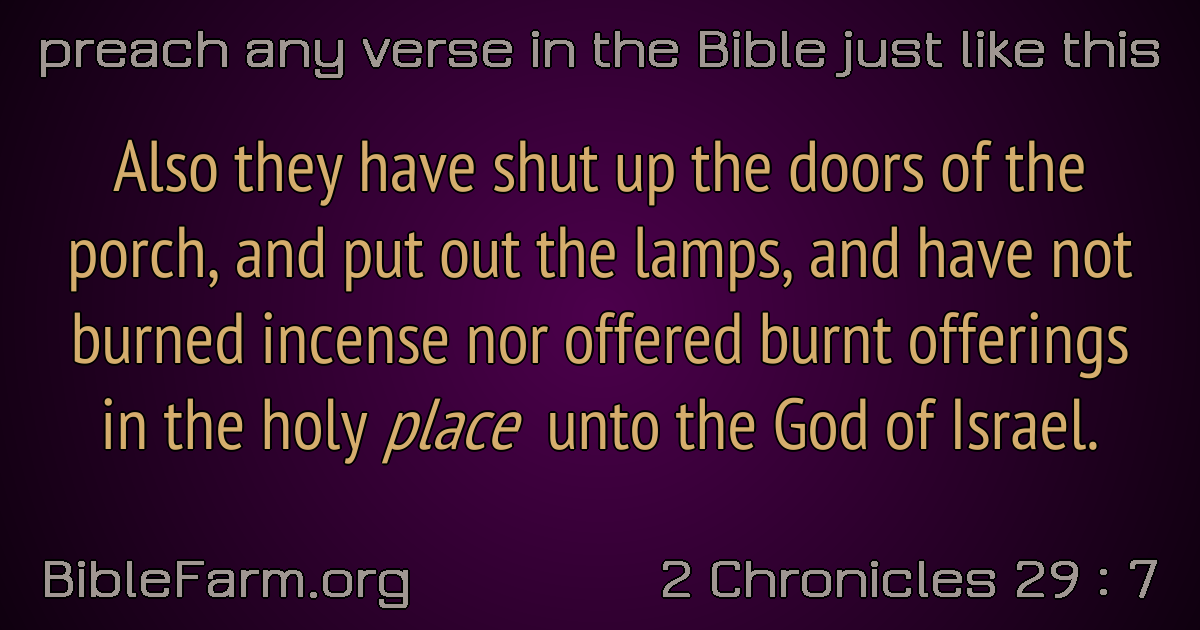 preach any verse in the Bible just like this
Also they have shut up the doors of the
porch, and put out the lamps, and have not
burned incense nor offered burnt offerings
in the holy place unto the God of Israel.
BibleFarm.org
2 Chronicles 29 : 7